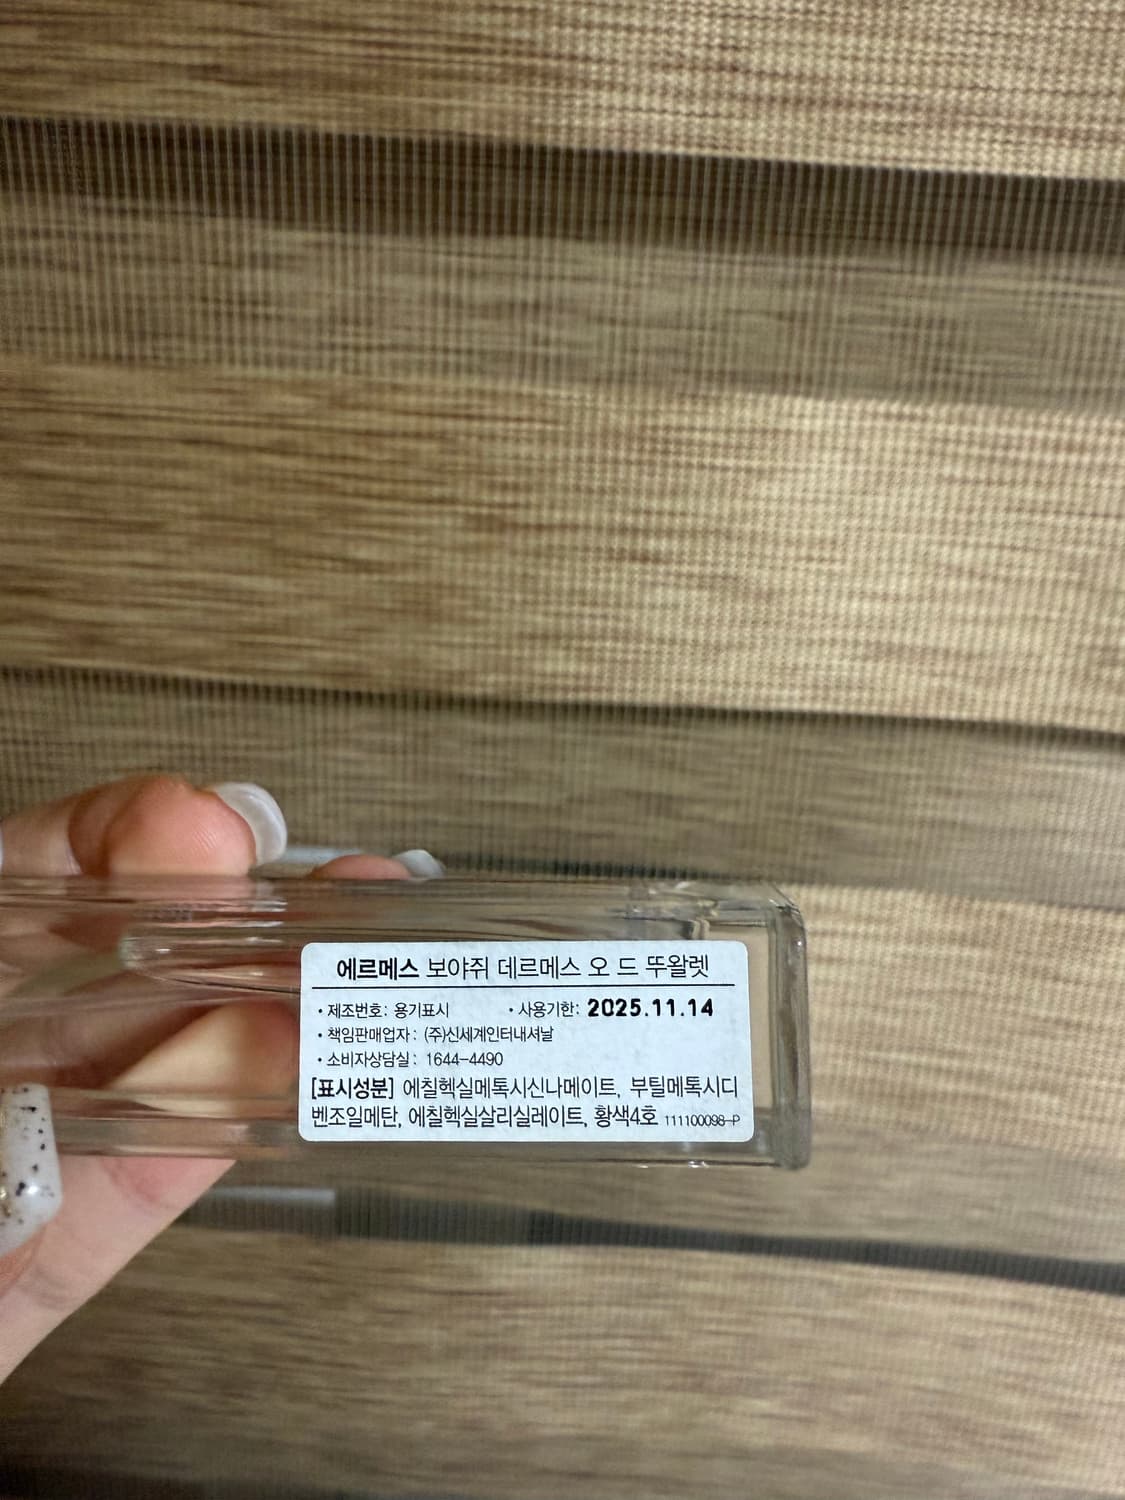 에르메스 보야쥐 데르메스 오 드 뚜왈렛
• 제조번호: 용기표시 • 사용기한: 2025.11.14
• 책임판매업자: (주)신세계인터내셔날
• 소비자상담실: 1644-4490
[표시성분] 에칠헥실메톡시신나메이트, 부틸메톡시디
벤조일메탄, 에칠헥실살리실레이트, 황색4호 111100098-P